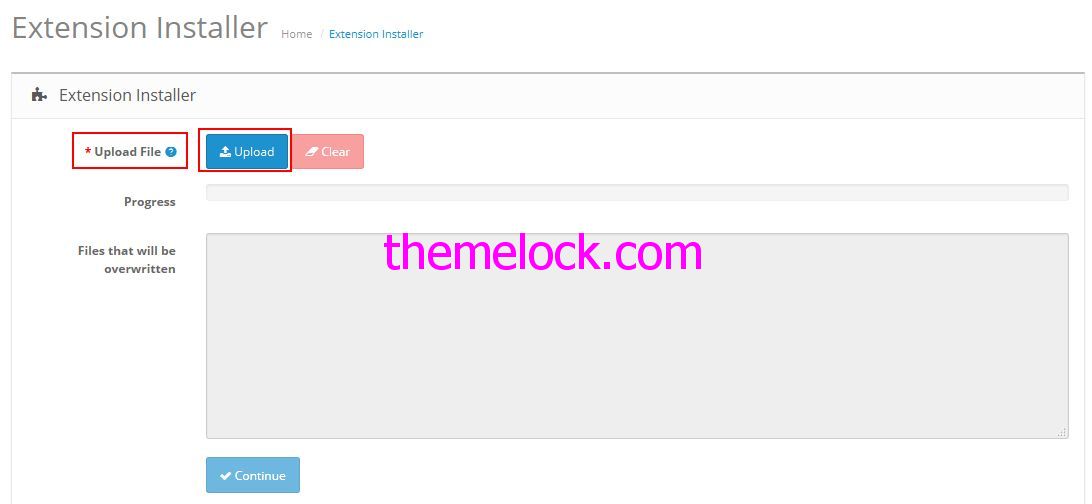 Extension Installer Home / Extension Installer
Extension Installer
* Upload File ? Upload Clear
Progress
Files that will be
overwritten
themelock.com
Continue